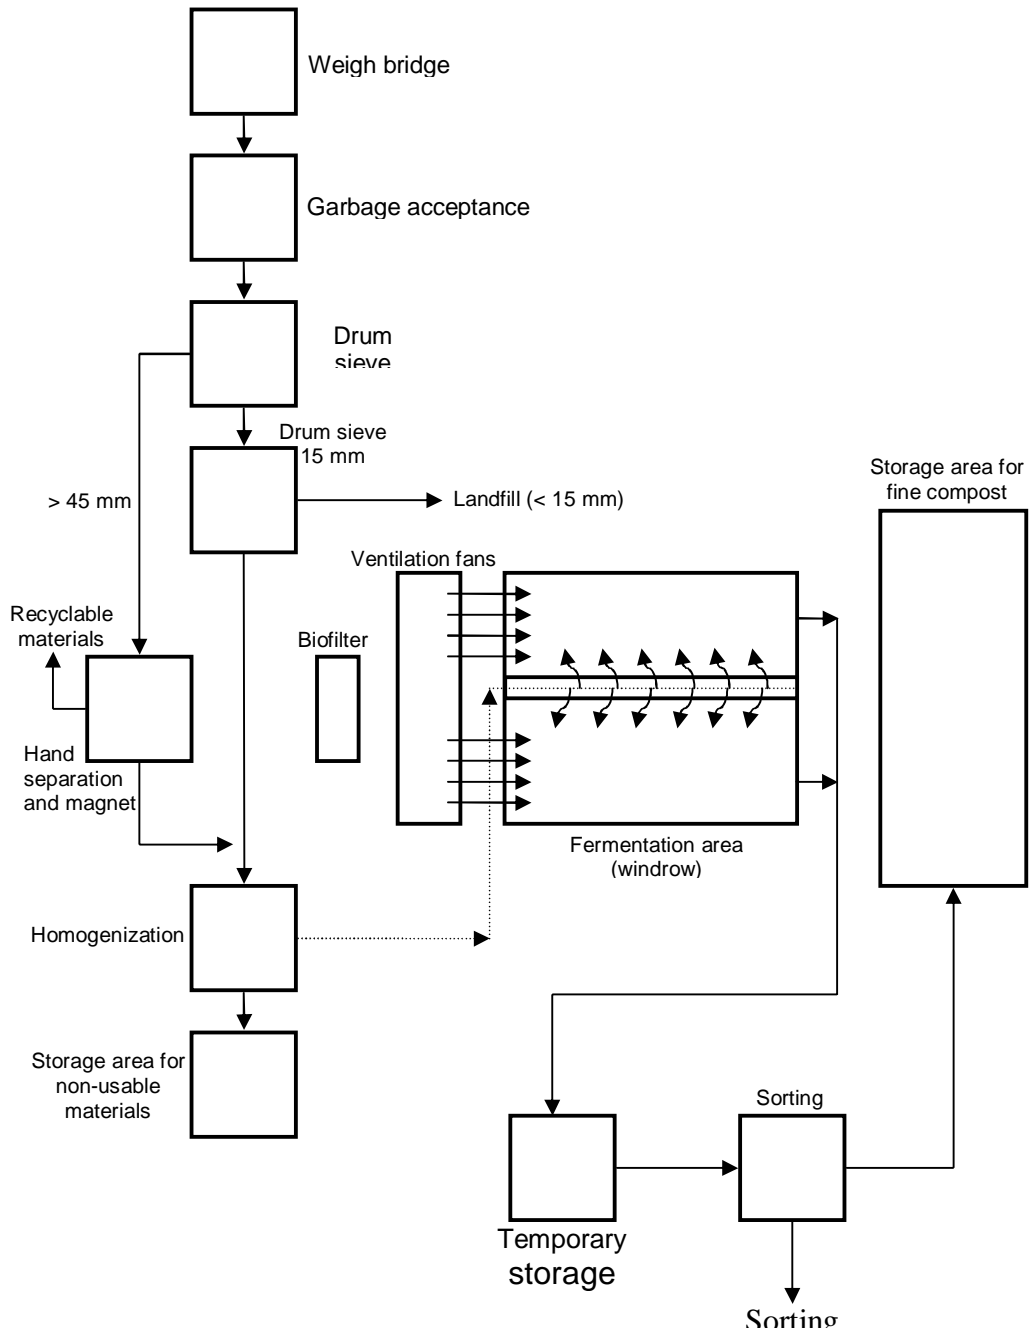 Weigh bridge
Garbage acceptance
Drum
sieve
Drum sieve
15 mm
> 45 mm
Landfill (< 15 mm)
Storage area for
fine compost
Ventilation fans
Recyclable
materials
Biofilter
Hand
separation
and magnet
Fermentation area
(windrow)
Homogenization
Storage area for
non-usable
materials
Sorting
Temporary
storage
Sorting